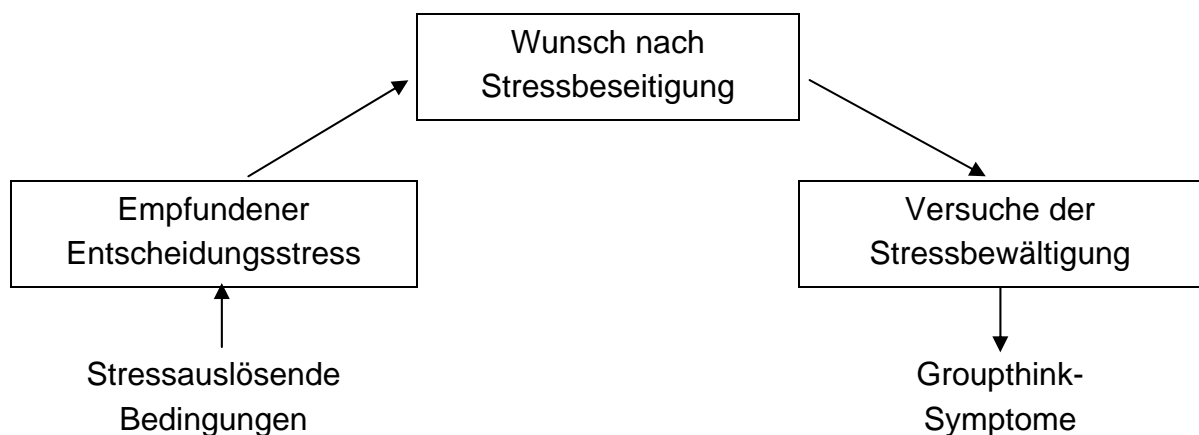 Wunsch nach
Stressbeseitigung
Empfundener
Entscheidungsstress
Versuche der
Stressbewältigung
Stressauslösende
Bedingungen
Groupthink-
Symptome